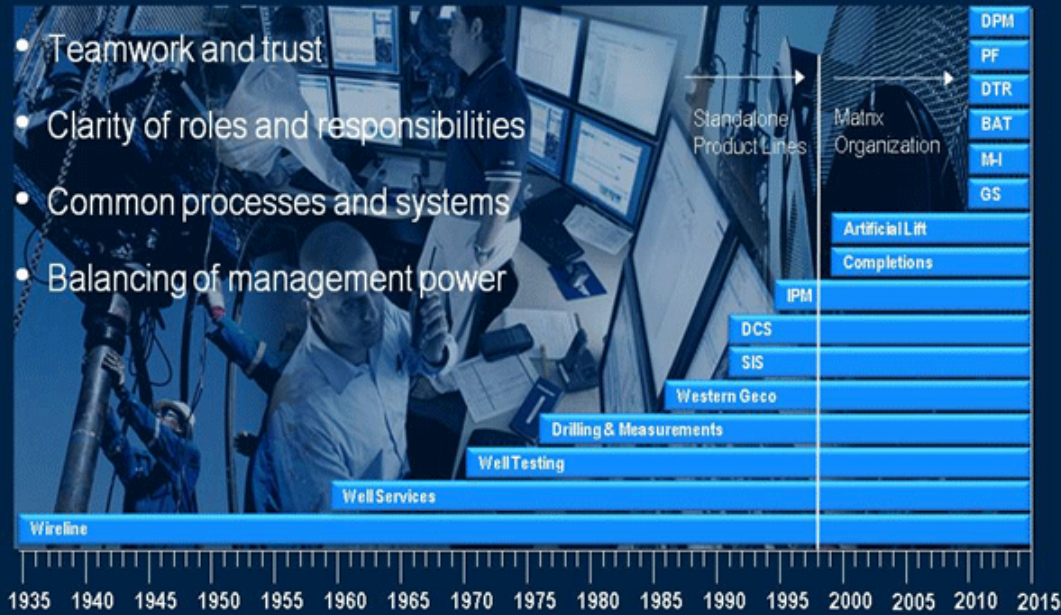 • Teamwork and trust
• Clarity of roles and responsibilities
• Common processes and systems
• Balancing of management power
Standalone
Product Lines
Matrix
Organization
DPM
PF
DTR
BAT
M-I
GS
Artificial Lift
Completions
IPM
DCS
SIS
Western Geco
Drilling & Measurements
Well Testing
Well Services
Wireline
1935 1940 1945 1950 1955 1960 1965 1970 1975 1980 1985 1990 1995 2000 2005 2010 2015